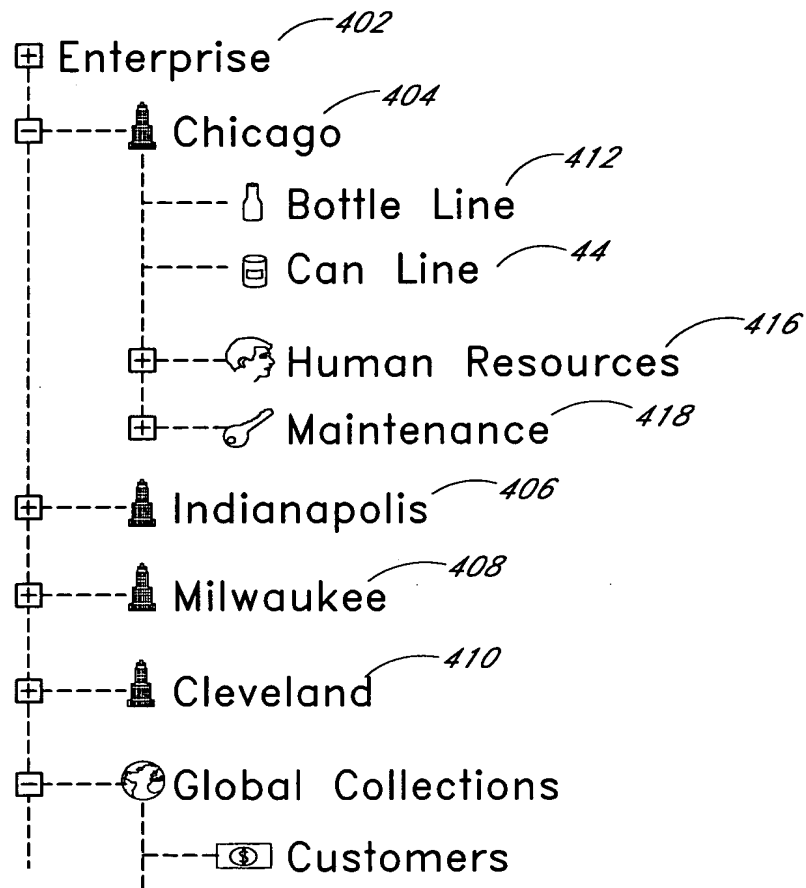 402
Enterprise
404
Chicago
412
Bottle Line
44
Can Line
416
Human Resources
418
Maintenance
406
Indianapolis
408
Milwaukee
410
Cleveland
Global Collections
$ Customers